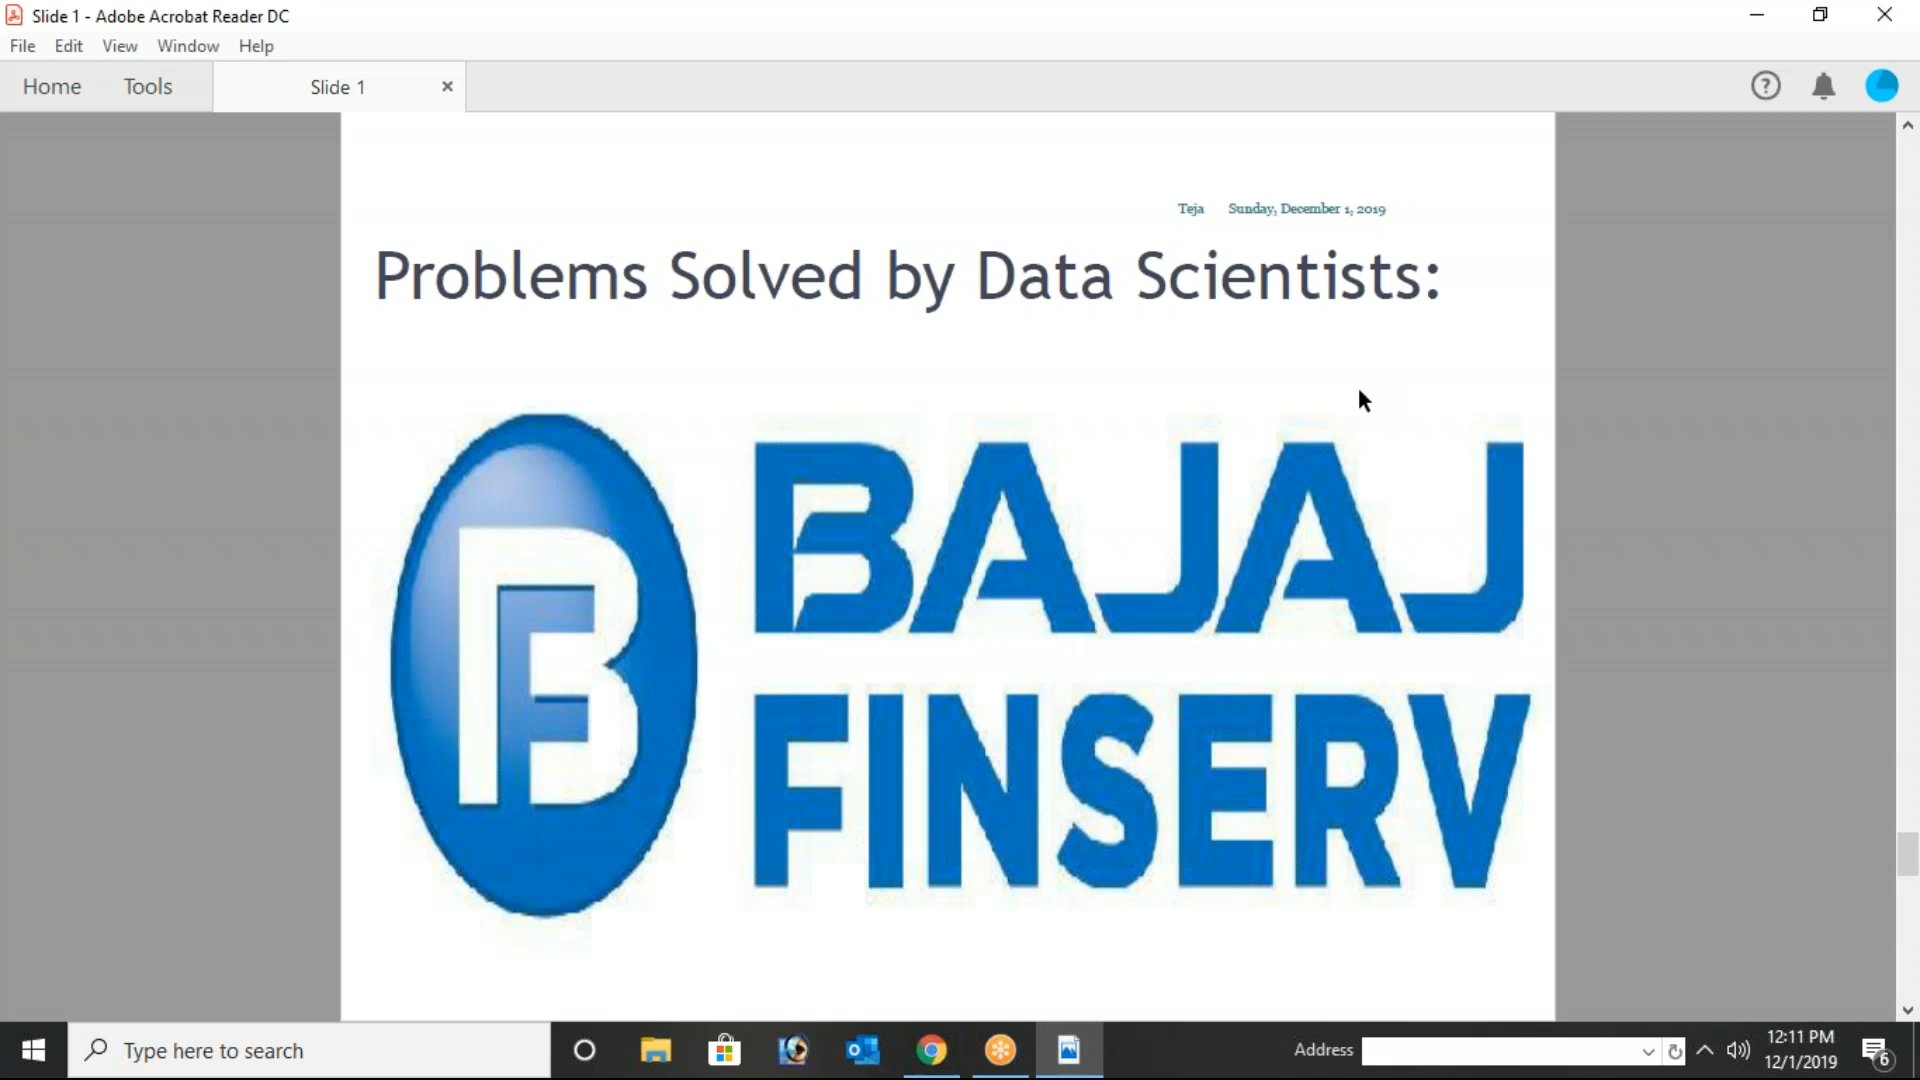 Slide 1 - Adobe Acrobat Reader DC
File Edit View Window Help
Home Tools Slide 1
Teja Sunday, December 1, 2019
Problems Solved by Data Scientists:
B
BAJAJ
FINSERV
Type here to search
Address
12:11 PM
12/1/2019
6